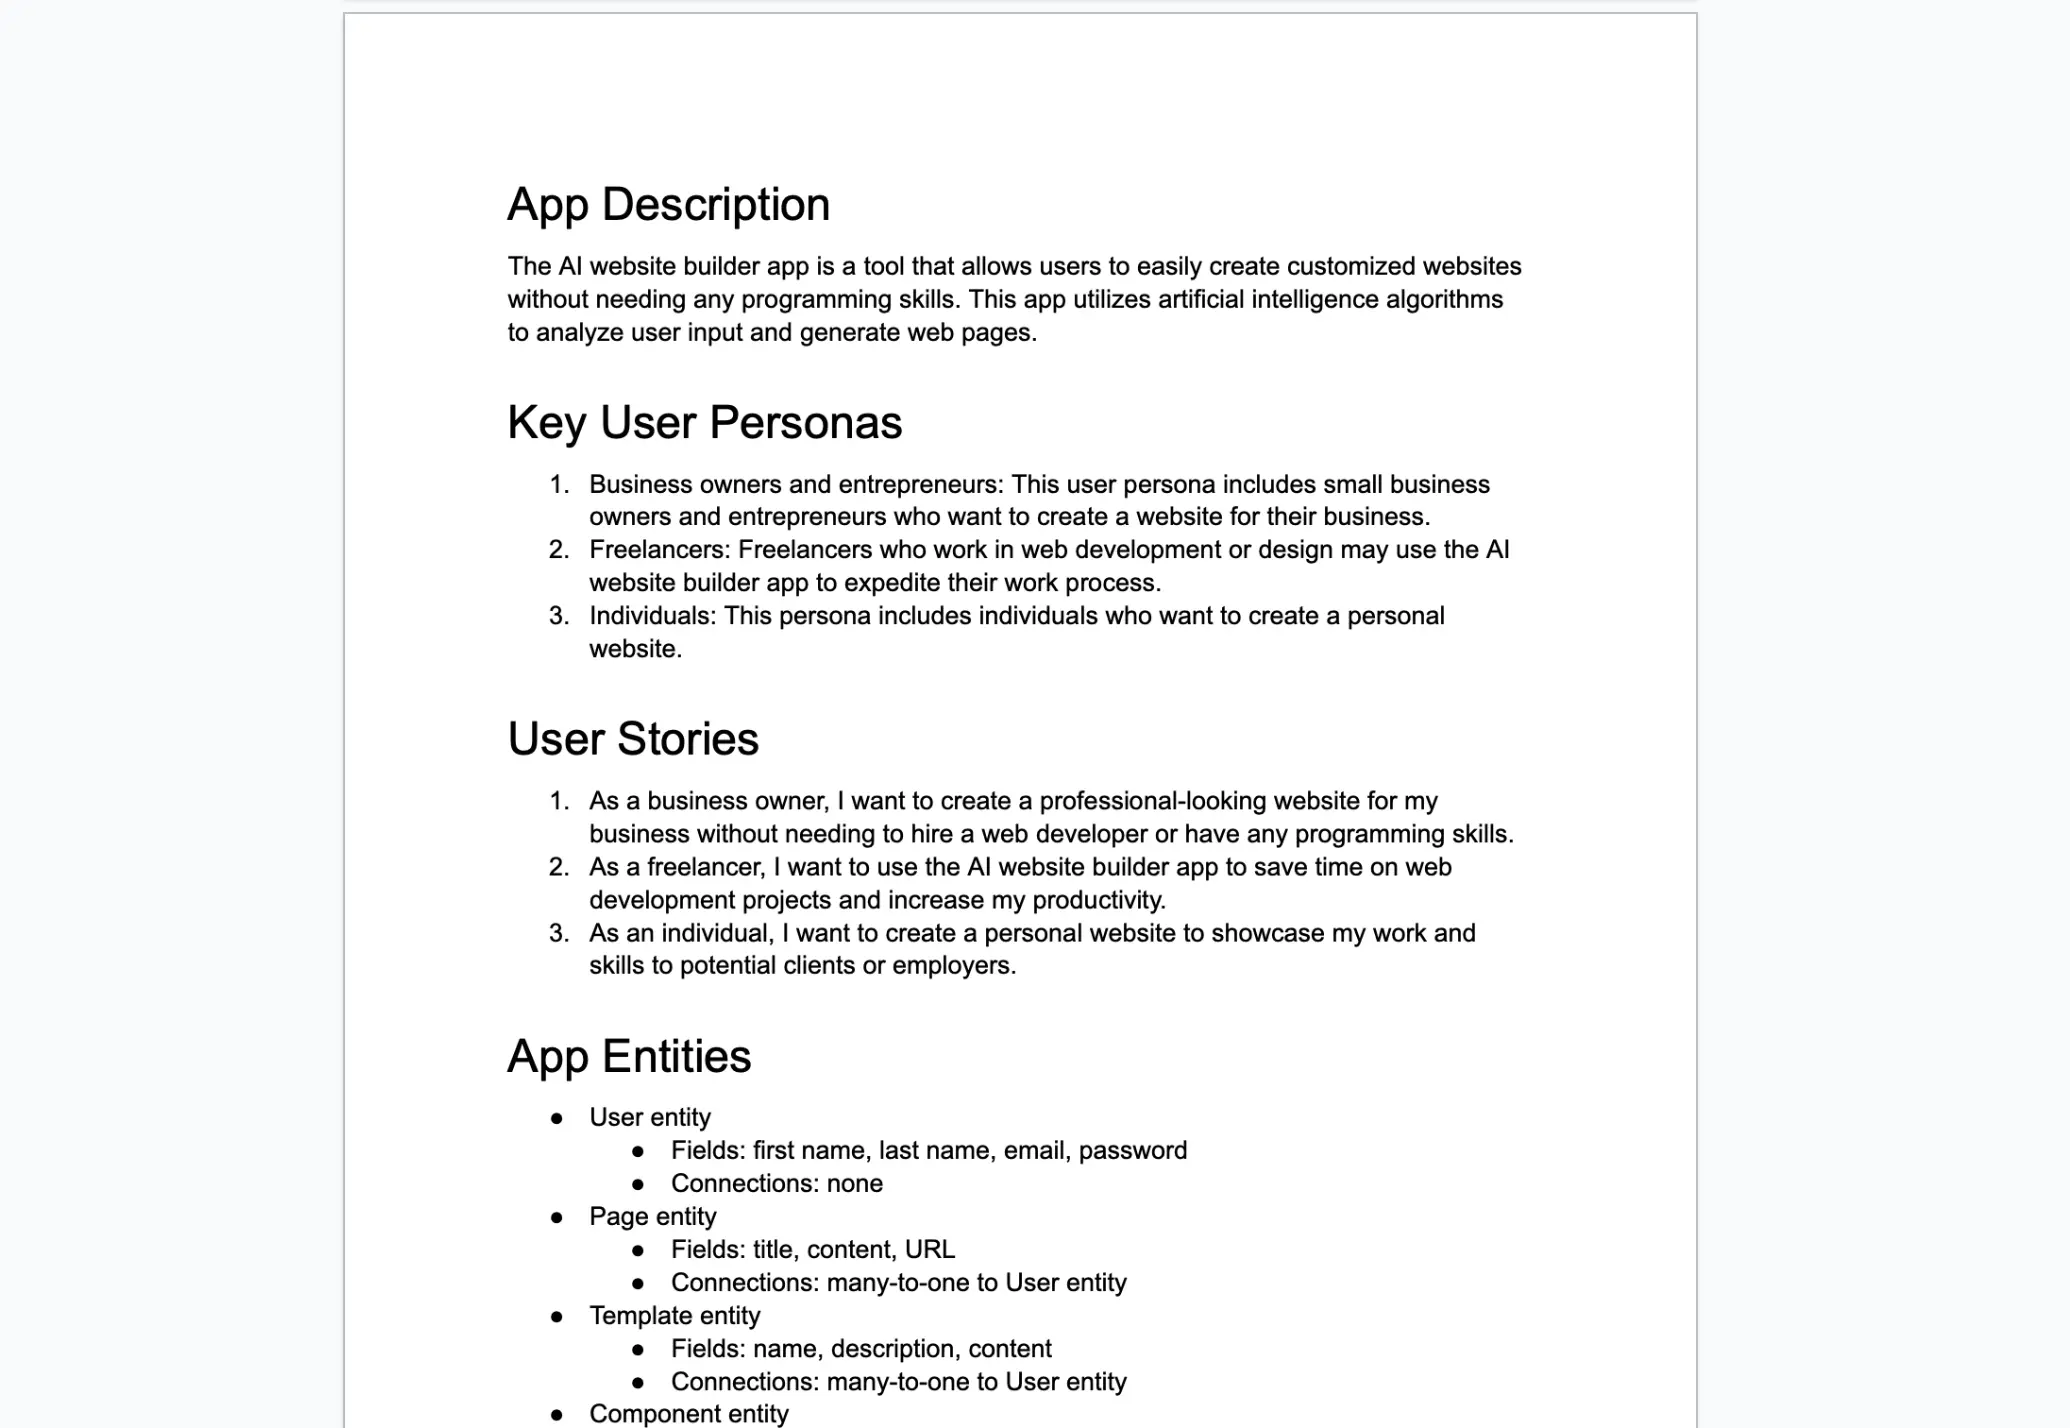 App Description
The AI website builder app is a tool that allows users to easily create customized websites
without needing any programming skills. This app utilizes artificial intelligence algorithms
to analyze user input and generate web pages.
Key User Personas
1. Business owners and entrepreneurs: This user persona includes small business
owners and entrepreneurs who want to create a website for their business.
2. Freelancers: Freelancers who work in web development or design may use the AI
website builder app to expedite their work process.
3. Individuals: This persona includes individuals who want to create a personal
website.
User Stories
1. As a business owner, I want to create a professional-looking website for my
business without needing to hire a web developer or have any programming skills.
2. As a freelancer, I want to use the AI website builder app to save time on web
development projects and increase my productivity.
3. As an individual, I want to create a personal website to showcase my work and
skills to potential clients or employers.
App Entities
● User entity
● Fields: first name, last name, email, password
● Connections: none
● Page entity
● Fields: title, content, URL
● Connections: many-to-one to User entity
● Template entity
● Fields: name, description, content
● Connections: many-to-one to User entity
● Component entity